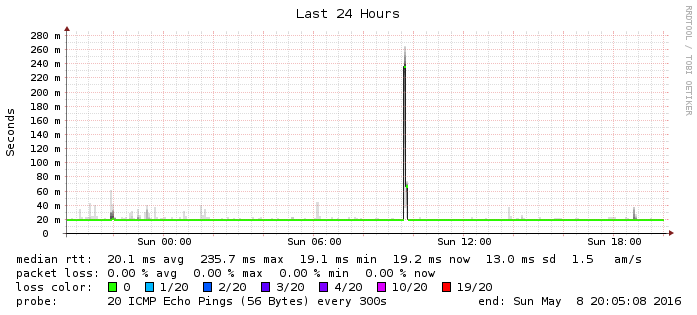 Last 24 Hours
RRDTOOL / TOBI OETIKER
Seconds
280 m
260 m
240 m
220 m
200 m
180 m
160 m
140 m
120 m
100 m
80 m
60 m
40 m
20 m
0
Sun 00:00 Sun 06:00 Sun 12:00 Sun 18:00
median rtt: 20.1 ms avg 235.7 ms max 19.1 ms min 19.2 ms now 13.0 ms sd 1.5 am/s
packet loss: 0.00 % avg 0.00 % max 0.00 % min 0.00 % now
loss color: 0 1/20 2/20 3/20 4/20 10/20 19/20
probe: 20 ICMP Echo Pings (56 Bytes) every 300s end: Sun May 8 20:05:08 2016